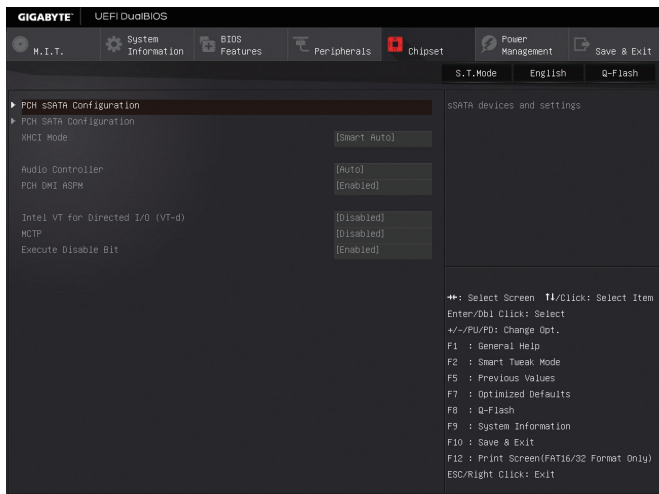 GIGABYTE™ UEFI DualBIOS
M.I.T.
System Information
BIOS Features
Peripherals
Chipset
Power Management
Save & Exit
S.T.Mode English Q-Flash
PCH sSATA Configuration
PCH SATA Configuration
XHCI Mode [Smart Auto]
Audio Controller [Auto]
PCH DMI ASPM [Enabled]
Intel VT for Directed I/O (VT-d) [Disabled]
MCTP [Disabled]
Execute Disable Bit [Enabled]
sSATA devices and settings
→←: Select Screen ↑↓/Click: Select Item
Enter/Dbl Click: Select
+/-/PU/PD: Change Opt.
F1 : General Help
F2 : Smart Tweak Mode
F5 : Previous Values
F7 : Optimized Defaults
F8 : Q-Flash
F9 : System Information
F10 : Save & Exit
F12 : Print Screen(FAT16/32 Format Only)
ESC/Right Click: Exit